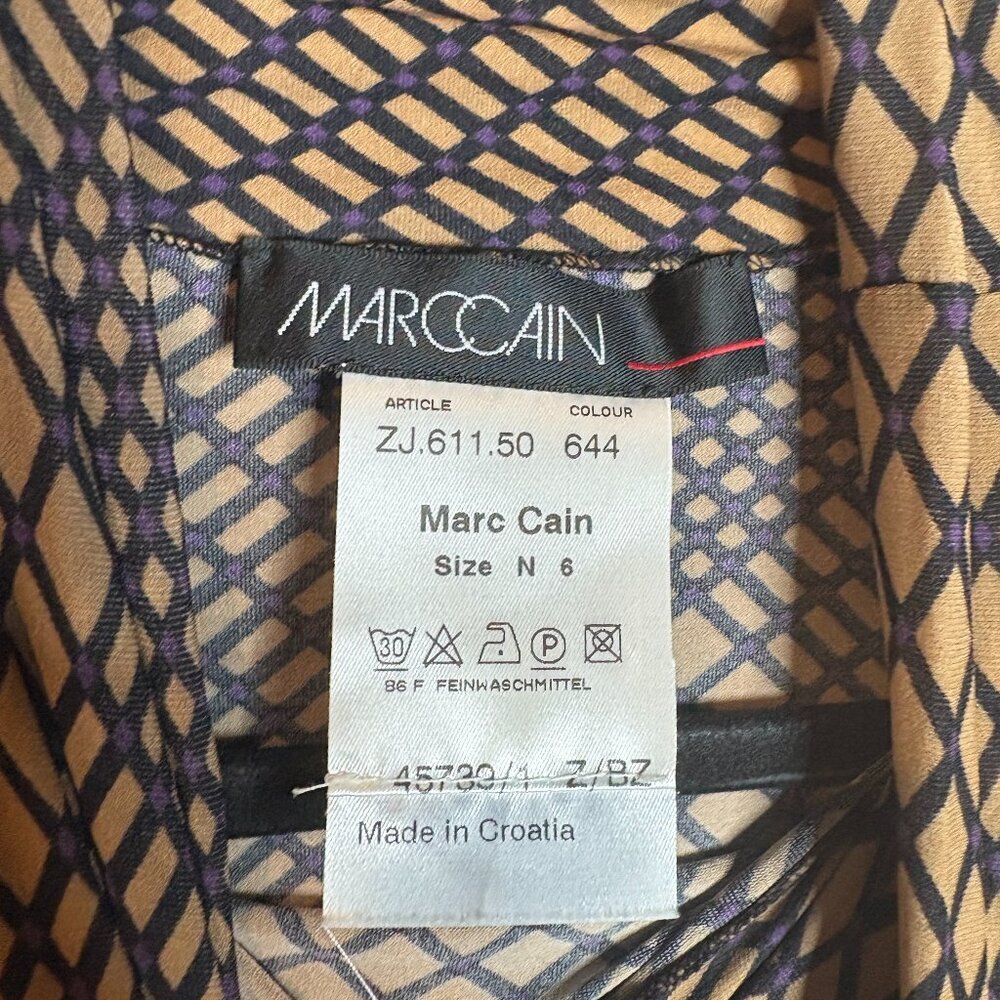 MARCCAIN
ARTICLE COLOUR
ZJ.611.50 644
Marc Cain
Size N 6
30 P
86 F FEINWASCHMITTEL
45739/1 Z/BZ
Made in Croatia